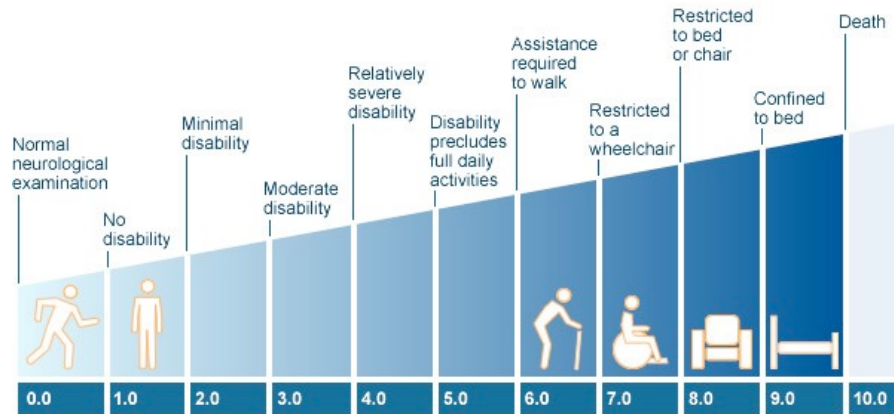 Normal
neurological
examination
No
disability
Minimal
disability
Moderate
disability
Relatively
severe
disability
Disability
precludes
full daily
activities
Assistance
required
to walk
Restricted
to a
wheelchair
Restricted
to bed
or chair
Confined
to bed
Death
0.0 1.0 2.0 3.0 4.0 5.0 6.0 7.0 8.0 9.0 10.0